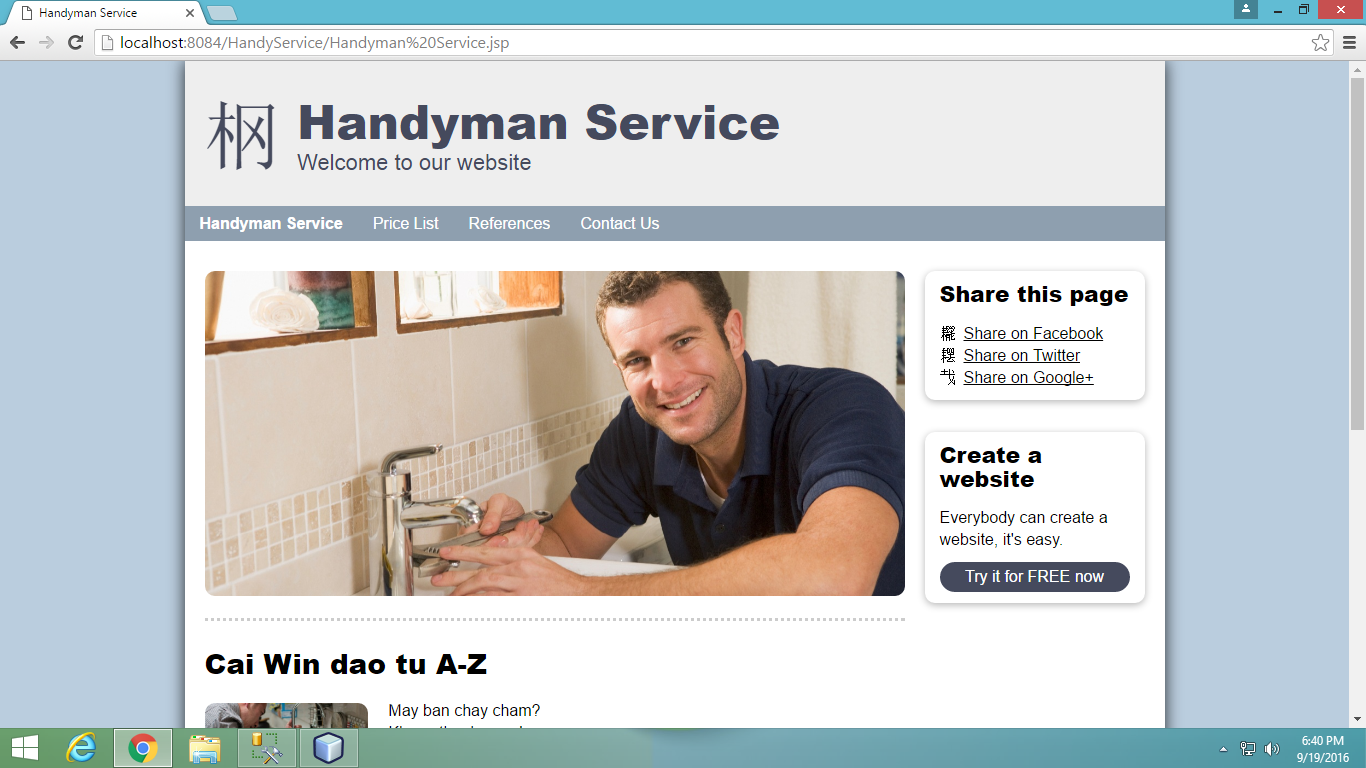 Handyman Service
localhost:8084/HandyService/Handyman%20Service.jsp
Handyman Service
Welcome to our website
Handyman Service Price List References Contact Us
Share this page
Share on Facebook
Share on Twitter
Share on Google+
Create a
website
Everybody can create a
website, it's easy.
Try it for FREE now
Cai Win dao tu A-Z
May ban chay cham?
6:40 PM
9/19/2016